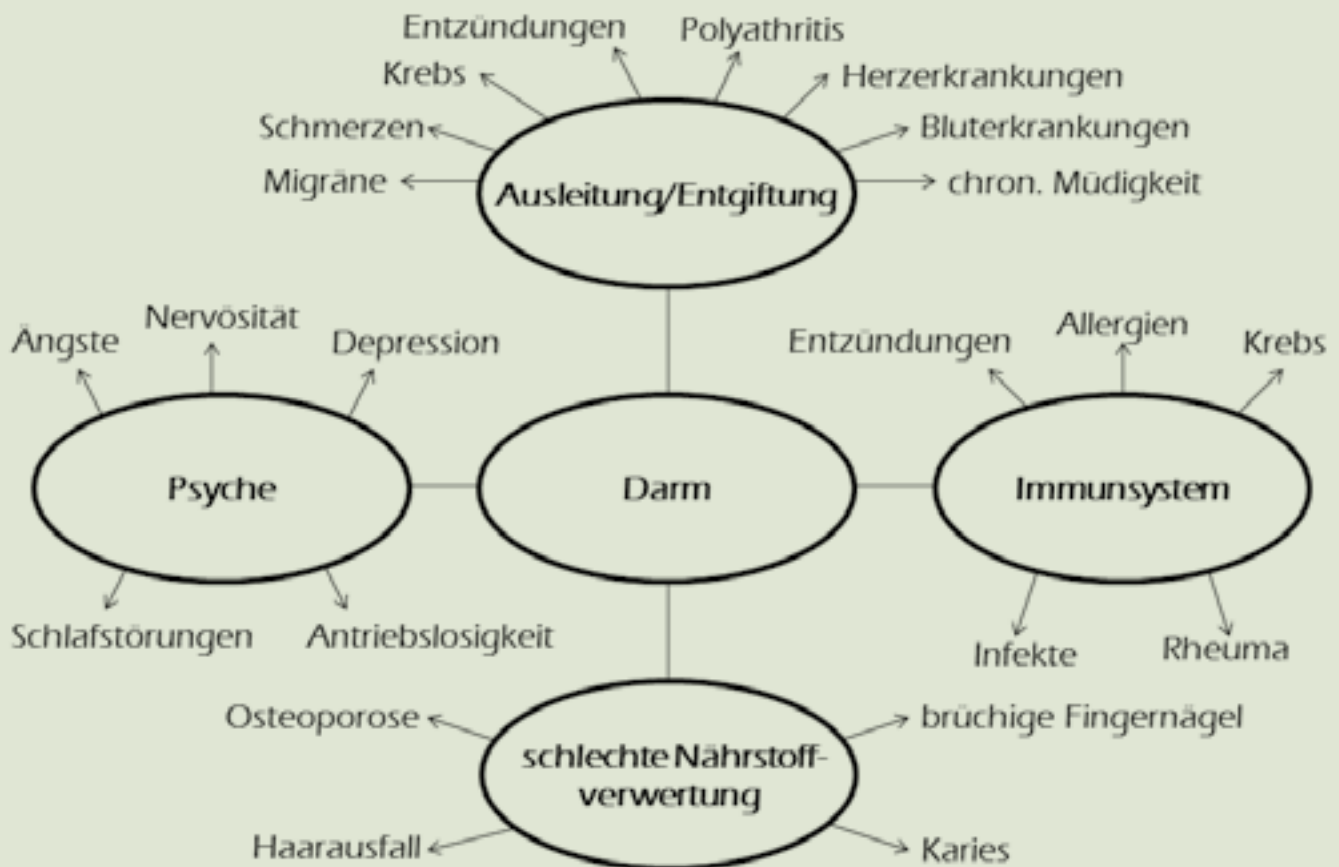 Entzündungen
Polyathritis
Krebs
Herzerkrankungen
Schmerzen
Bluterkrankungen
Migräne
Ausleitung/Entgiftung
chron. Müdigkeit
Ängste
Nervösität
Depression
Entzündungen
Allergien
Krebs
Psyche
Darm
Immunsystem
Schlafstörungen
Antriebslosigkeit
Infekte
Rheuma
Osteoporose
brüchige Fingernägel
schlechte Nährstoff-
verwertung
Haarausfall
Karies